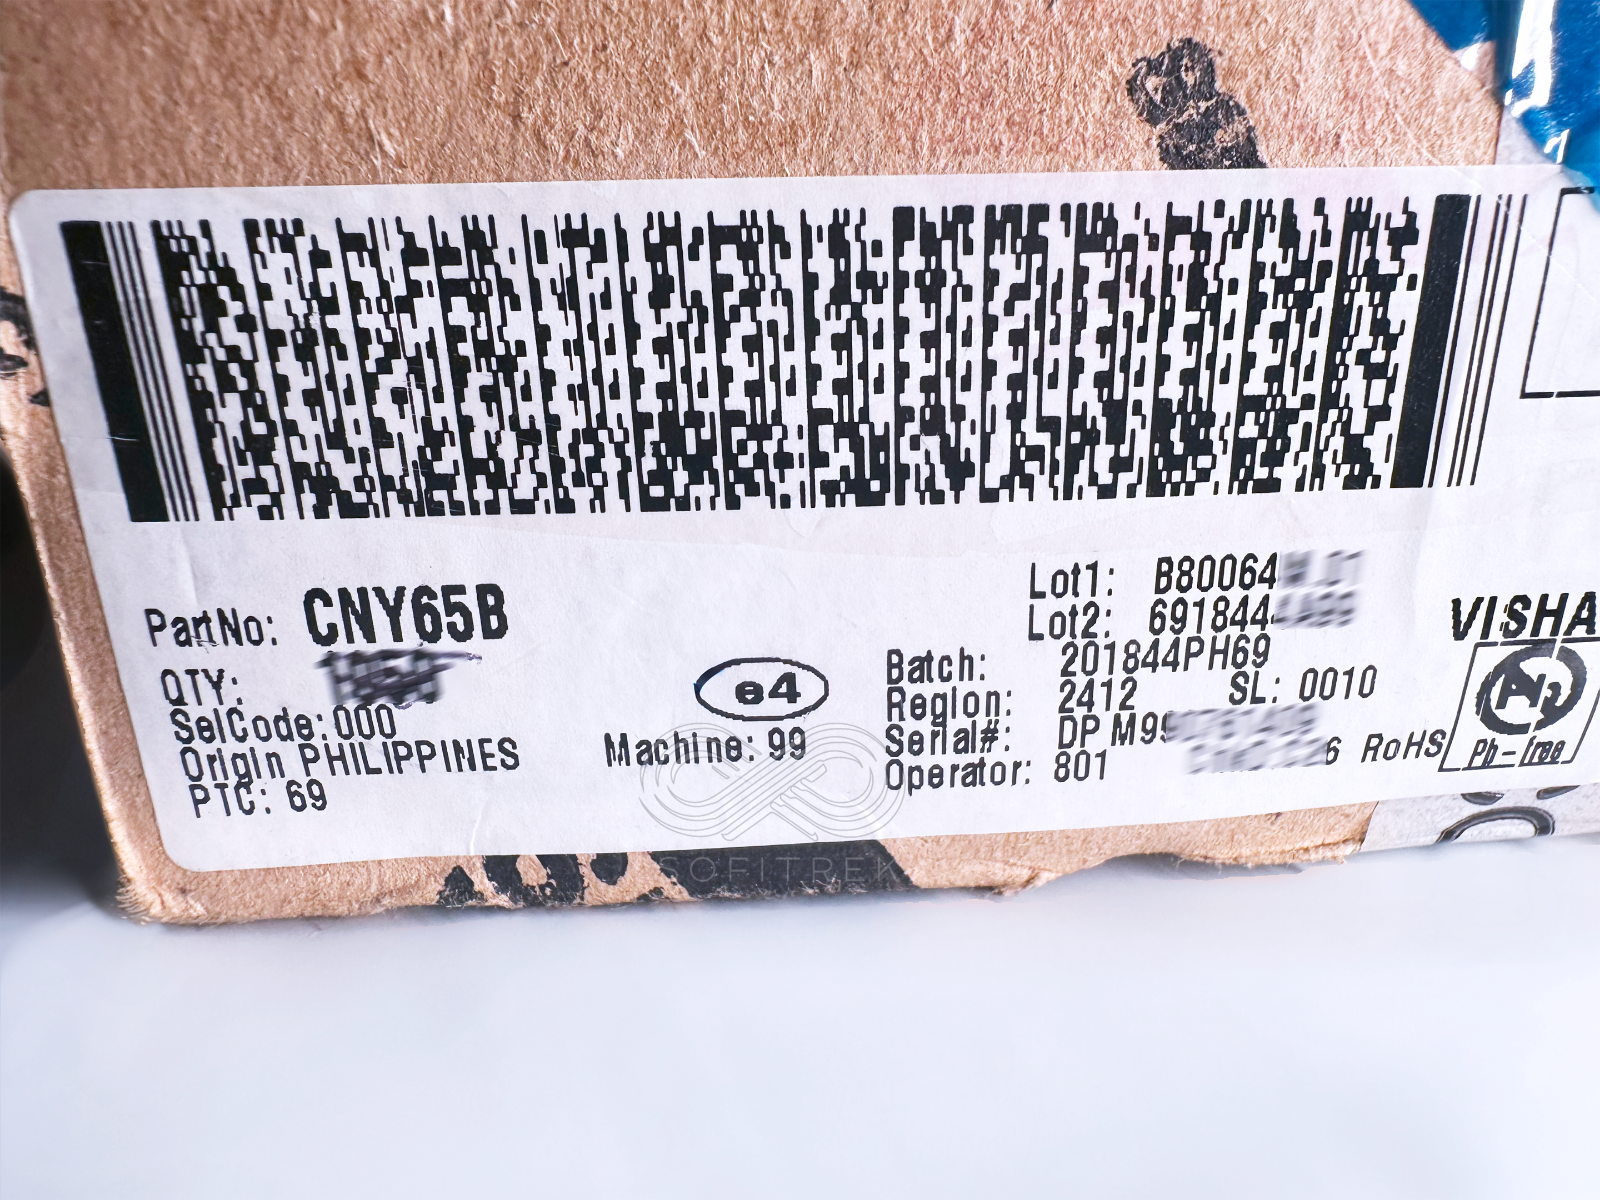 PartNo: CNY65B
QTY:
SelCode:000
Origin PHILIPPINES
PTC: 69
e4
Machine: 99
Lot1: B80064
Lot2: 691844
Batch: 201844PH69
Region: 2412 SL: 0010
Serial#: DP M99
Operator: 801 6 RoHS
VISHA
Pb-free
SOFITREK